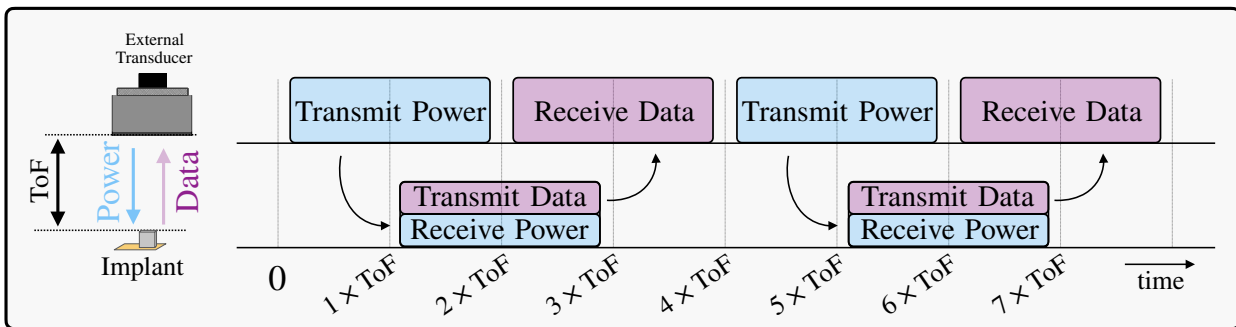 External
Transducer
ToF
Power
Data
Implant
Transmit Power
Receive Data
Transmit Power
Receive Data
Transmit Data
Receive Power
Transmit Data
Receive Power
0
1 × ToF
2 × ToF
3 × ToF
4 × ToF
5 × ToF
6 × ToF
7 × ToF
time